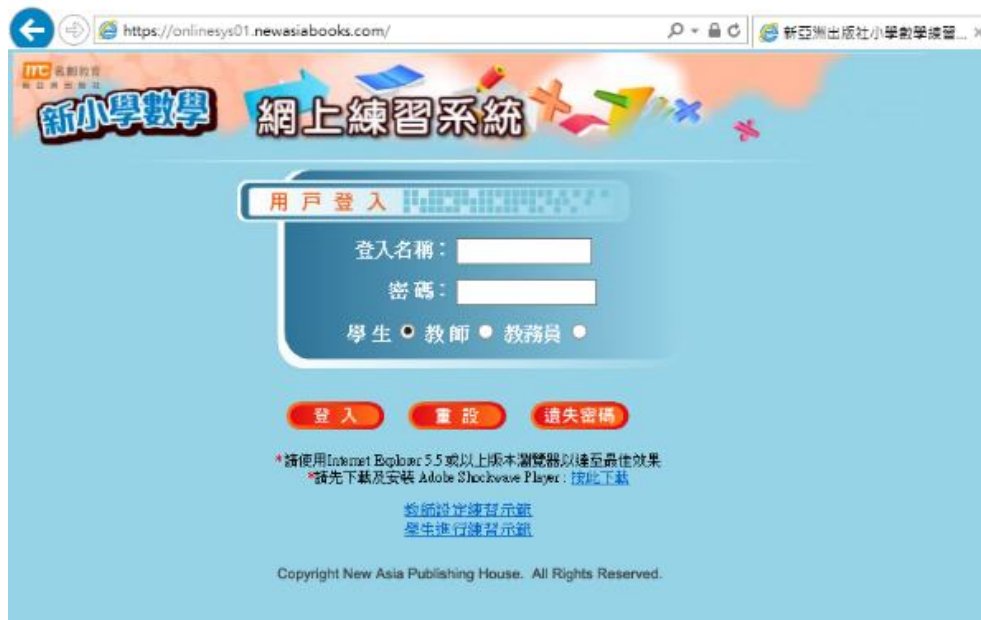 https://onlinesys01.newasiabooks.com/
新亞洲出版社小學數學練習...
ITC 名創教育
新小學數學 網上練習系統
用戶登入
登入名稱：
密碼：
學生 教師 教務員
登入 重設 遺失密碼
*請使用Internet Explorer 5.5 或以上版本瀏覽器以達至最佳效果
*請先下載及安裝 Adobe Shockwave Player : 按此下載
教師設定練習示範
學生進行練習示範
Copyright New Asia Publishing House. All Rights Reserved.